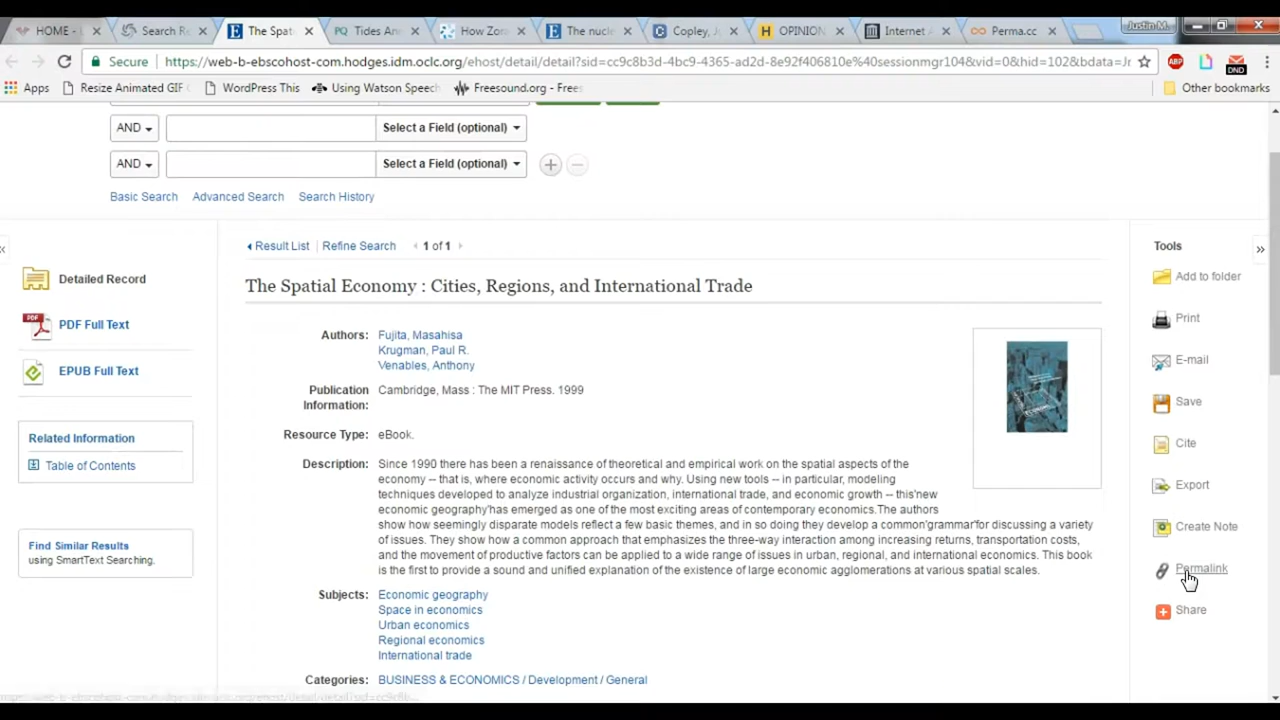 HOME -
Search R
The Spat
Tides An
How Zor
The nucle
Copley, J
OPINION
Internet A
Perma.cc
Justin M.
Secure https://web-b-ebscohost-com.hodges.idm.oclc.org/ehost/detail/detail?sid=cc9c8b3d-4bc9-4365-ad2d-8e92f406810e%40sessionmgr104&vid=0&hid=102&bdata=Jr
ABP
DND
Apps
Resize Animated GIF
WordPress This
Using Watson Speech
Freesound.org - Frees
Other bookmarks
AND
Select a Field (optional)
AND
Select a Field (optional)
Basic Search
Advanced Search
Search History
Result List
Refine Search
1 of 1
Tools
Detailed Record
PDF Full Text
EPUB Full Text
Related Information
Table of Contents
Find Similar Results
using SmartText Searching.
The Spatial Economy : Cities, Regions, and International Trade
Authors: Fujita, Masahisa
Krugman, Paul R.
Venables, Anthony
Publication Information: Cambridge, Mass : The MIT Press. 1999
Resource Type: eBook.
Description: Since 1990 there has been a renaissance of theoretical and empirical work on the spatial aspects of the
economy -- that is, where economic activity occurs and why. Using new tools -- in particular, modeling
techniques developed to analyze industrial organization, international trade, and economic growth -- this'new
economic geography'has emerged as one of the most exciting areas of contemporary economics.The authors
show how seemingly disparate models reflect a few basic themes, and in so doing they develop a common'grammar'for discussing a variety
of issues. They show how a common approach that emphasizes the three-way interaction among increasing returns, transportation costs,
and the movement of productive factors can be applied to a wide range of issues in urban, regional, and international economics. This book
is the first to provide a sound and unified explanation of the existence of large economic agglomerations at various spatial scales.
Subjects: Economic geography
Space in economics
Urban economics
Regional economics
International trade
Categories: BUSINESS & ECONOMICS / Development / General
Add to folder
Print
E-mail
Save
Cite
Export
Create Note
Permalink
Share